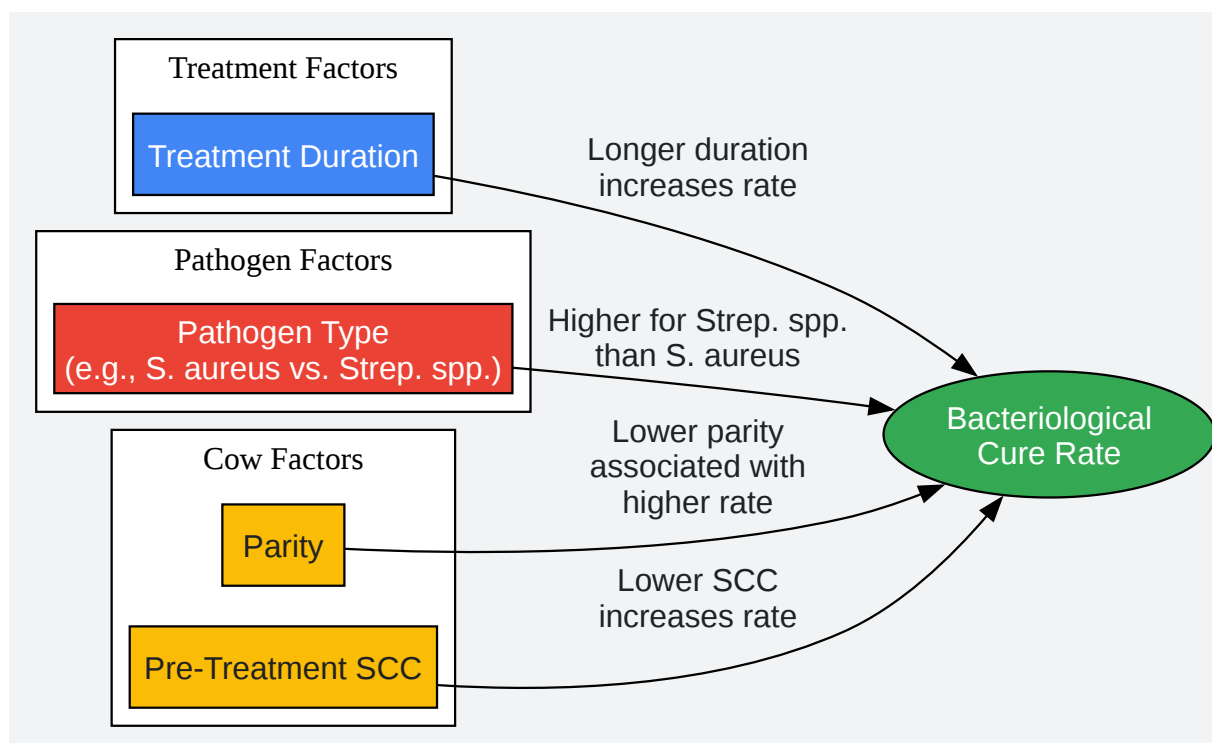 Treatment Factors
Treatment Duration
Longer duration
increases rate
Pathogen Factors
Pathogen Type
(e.g., S. aureus vs. Strep. spp.)
Higher for Strep. spp.
than S. aureus
Cow Factors
Parity
Lower parity
associated with
higher rate
Pre-Treatment SCC
Lower SCC
increases rate
Bacteriological
Cure Rate